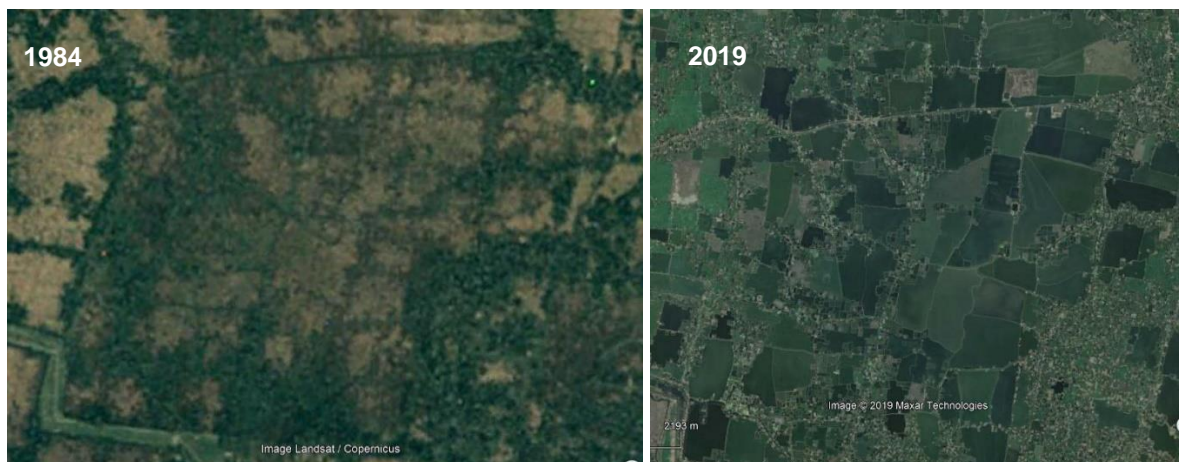 1984
Image Landsat / Copernicus
2019
Image © 2019 Maxar Technologies
2193 m